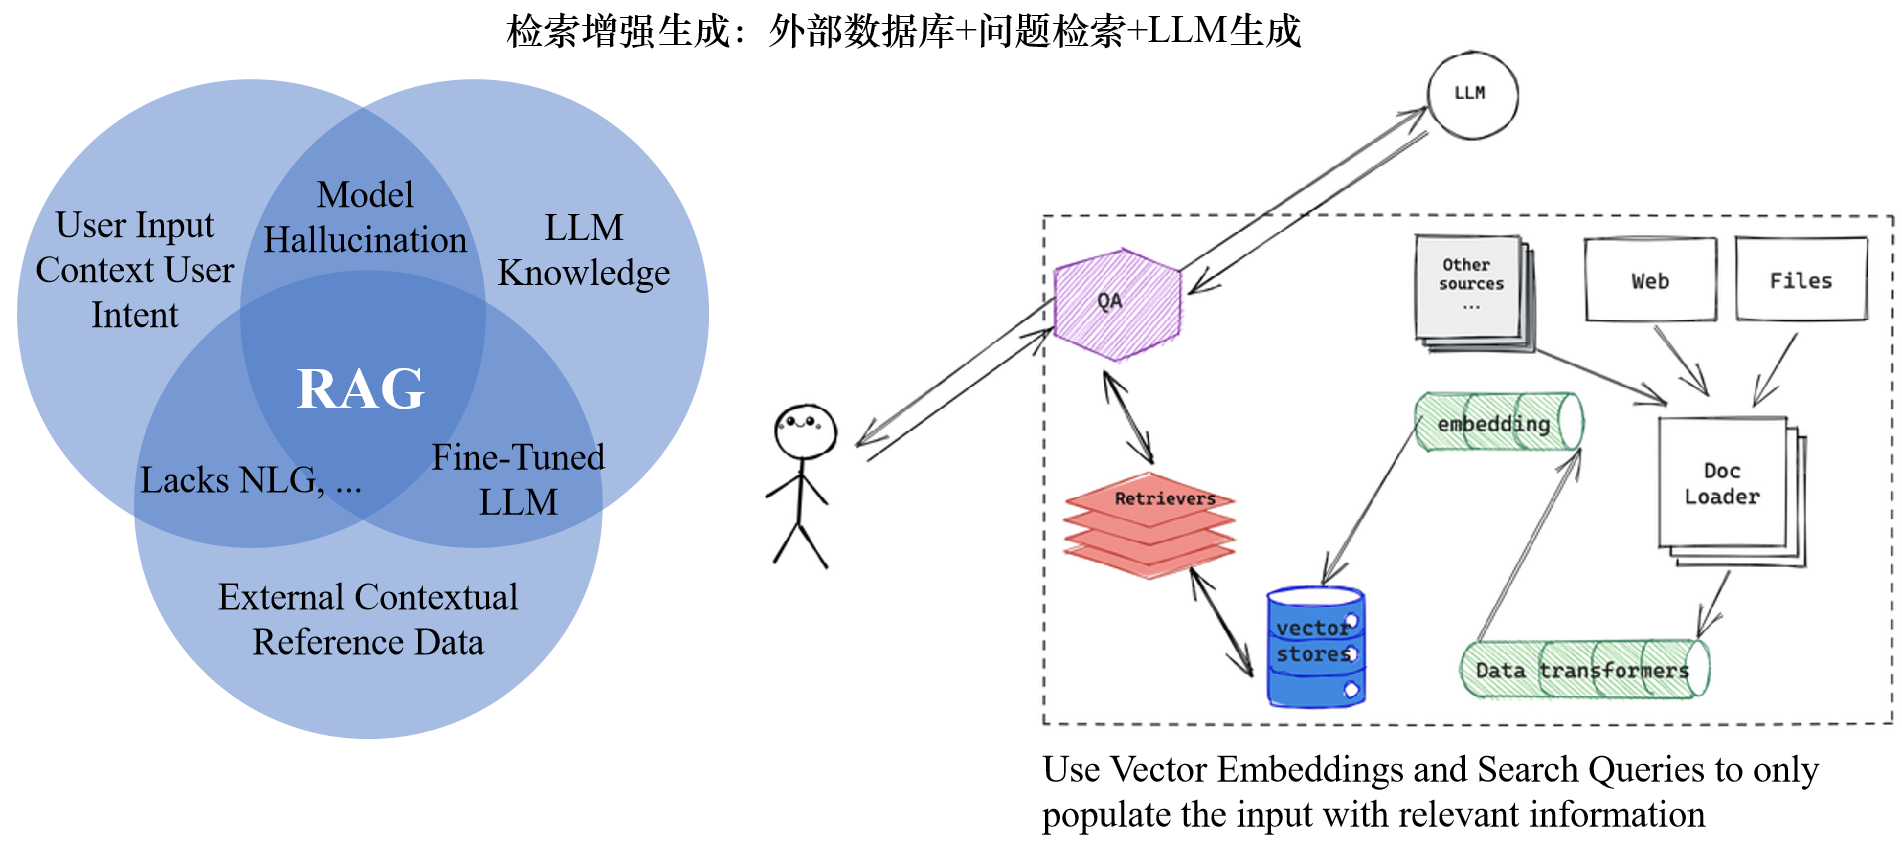 检索增强生成：外部数据库+问题检索+LLM生成
User Input
Context User
Intent
Model
Hallucination
LLM
Knowledge
RAG
Lacks NLG, ...
Fine-Tuned
LLM
External Contextual
Reference Data
LLM
QA
Other
sources
...
Web
Files
embedding
Doc
Loader
Retrievers
vector
stores
Data transformers
Use Vector Embeddings and Search Queries to only
populate the input with relevant information